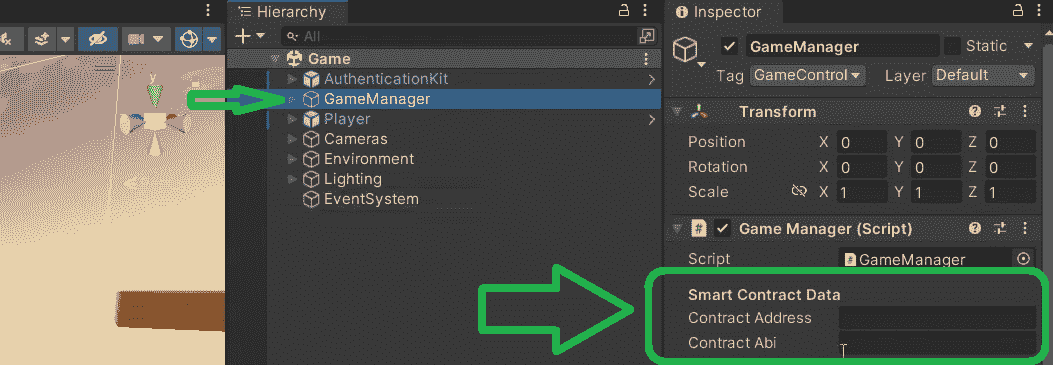 Hierarchy
All
Game
AuthenticationKit
GameManager
Player
Cameras
Environment
Lighting
EventSystem
y
Inspector
GameManager
Static
Tag GameControl Layer Default
Transform
Position X 0 Y 0 Z 0
Rotation X 0 Y 0 Z 0
Scale X 1 Y 1 Z 1
# Game Manager (Script)
Script # GameManager
Smart Contract Data
Contract Address
Contract Abi